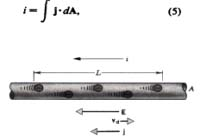 i = ∫ j · dA, (5)
i
L
A
E
v_d
j